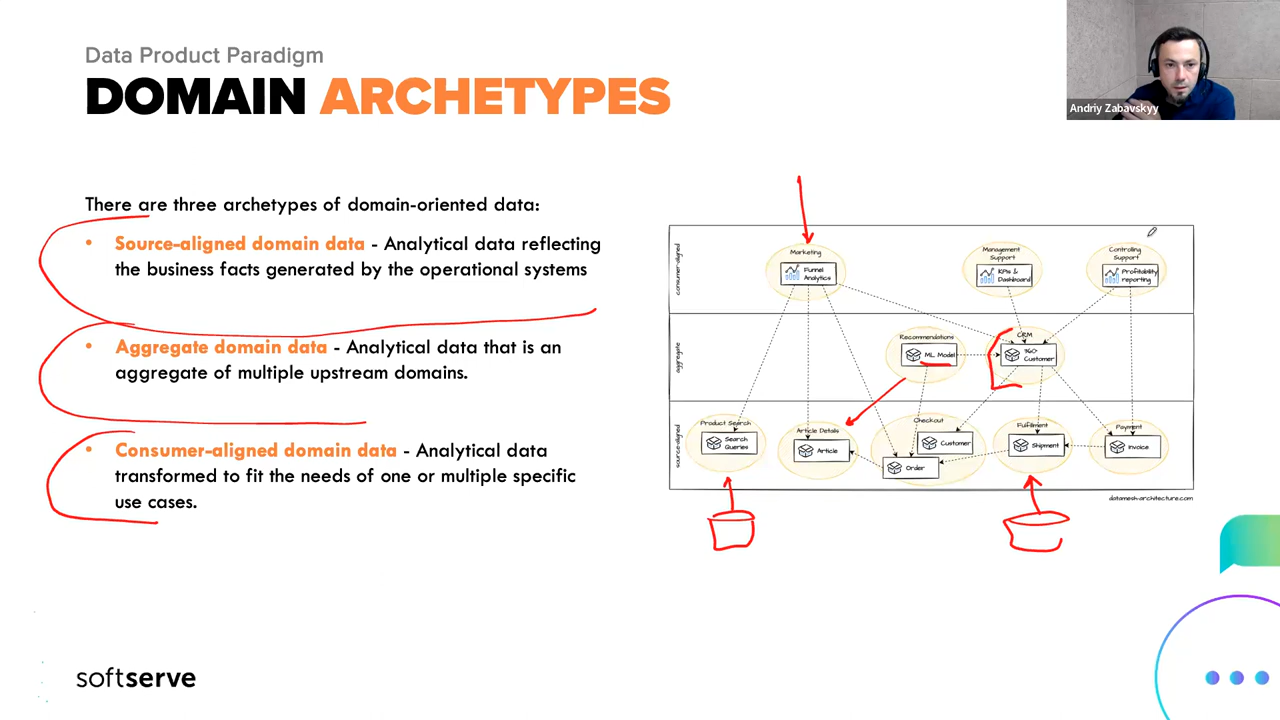 Data Product Paradigm
DOMAIN ARCHETYPES
Andriy Zabavskyy
There are three archetypes of domain-oriented data:
• Source-aligned domain data - Analytical data reflecting
the business facts generated by the operational systems
• Aggregate domain data - Analytical data that is an
aggregate of multiple upstream domains.
• Consumer-aligned domain data - Analytical data
transformed to fit the needs of one or multiple specific
use cases.
consumer-aligned
Marketing
Funnel
Analytics
Management
Support
KPIs &
Dashboard
Controlling
Support
Profitability
reporting
aggregate
Recommendations
ML Model
CRM
360°
Customer
source-aligned
Product Search
Search
Queries
Article Details
Article
Checkout
Customer
Order
Fulfilment
Shipment
Payment
Invoice
datamesh-architecture.com
softserve